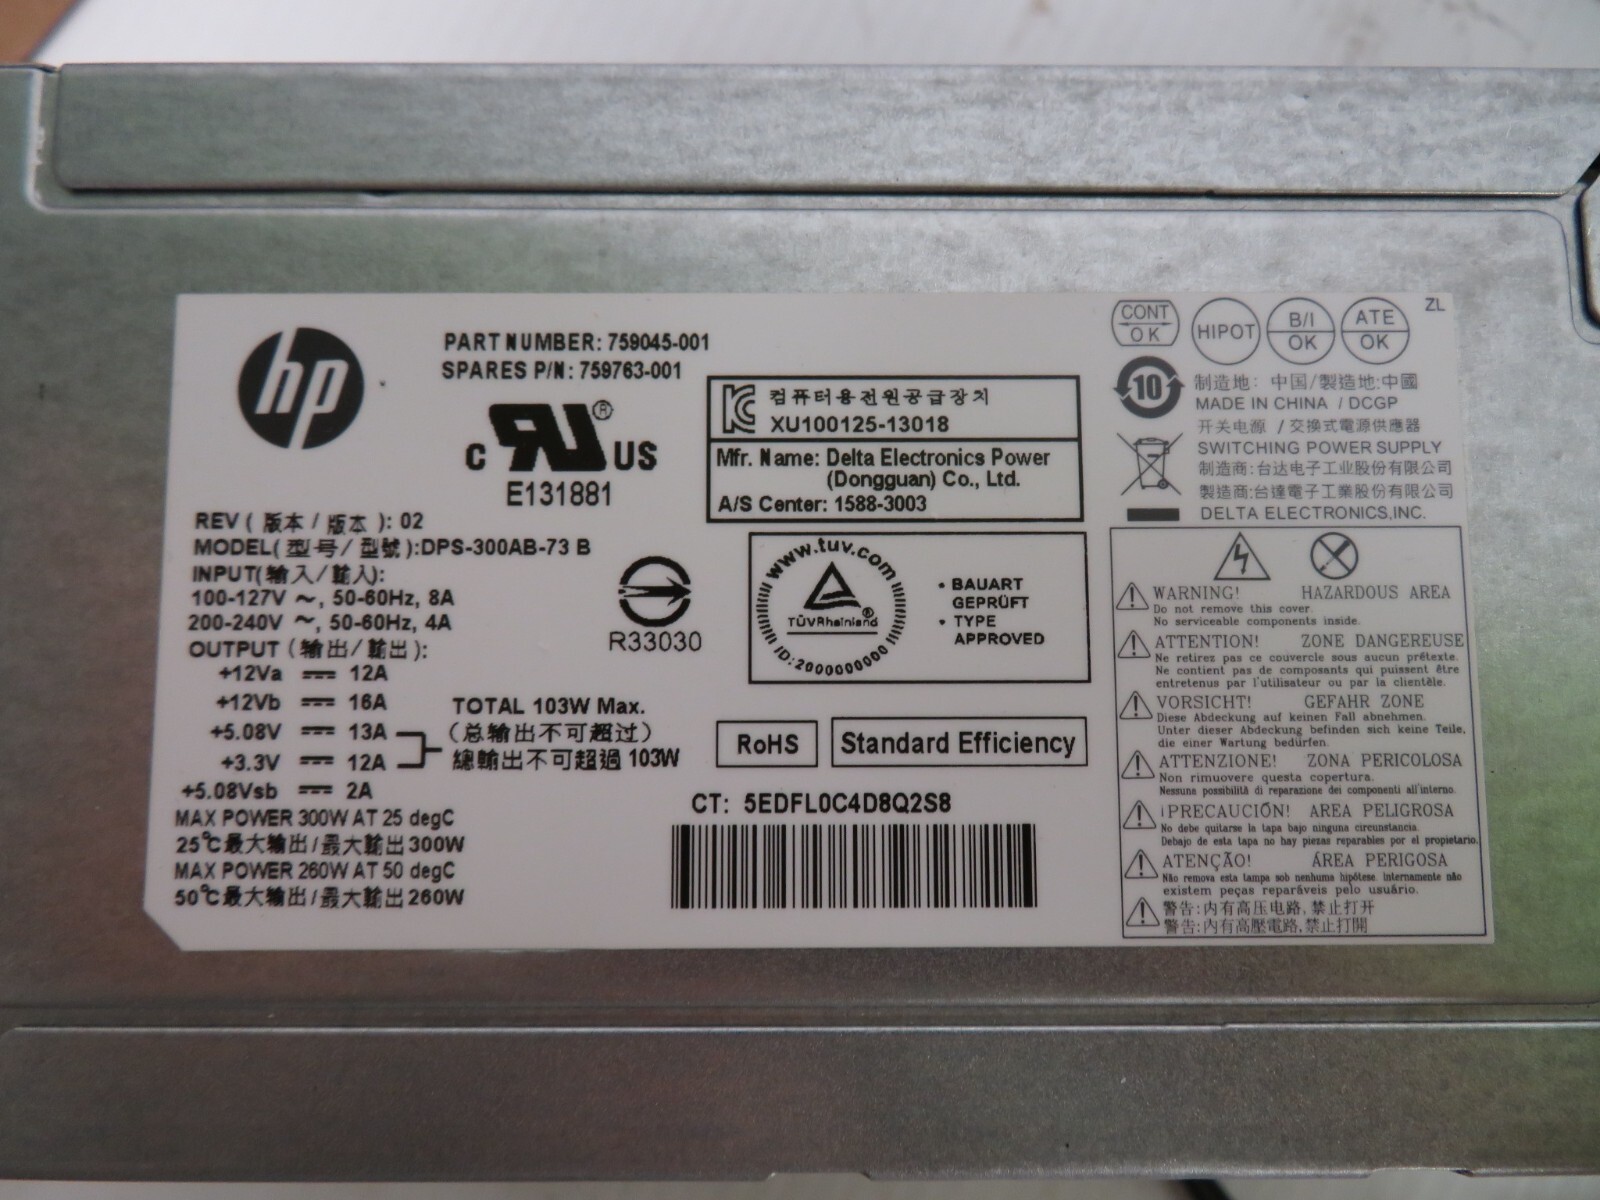 hp
PART NUMBER: 759045-001
SPARES P/N: 759763-001
C RU ® US
E131881
REV ( 版本 / 版本 ): 02
MODEL( 型号 / 型號 ):DPS-300AB-73 B
INPUT(输入/輸入):
100-127V ～, 50-60Hz, 8A
200-240V ～, 50-60Hz, 4A
OUTPUT (输出/輸出):
+12Va 12A
+12Vb 16A
+5.08V 13A
+3.3V 12A
+5.08Vsb 2A
TOTAL 103W Max.
(总输出不可超过)
總輸出不可超過 103W
MAX POWER 300W AT 25 degC
25℃最大输出/最大輸出300W
MAX POWER 260W AT 50 degC
50℃最大输出/最大輸出260W
컴퓨터용전원공급장치
XU100125-13018
Mfr. Name: Delta Electronics Power
(Dongguan) Co., Ltd.
A/S Center: 1588-3003
R33030
www.tuv.com
TÜVRheinland ®
ID:2000000000
• BAUART
GEPRÜFT
• TYPE
APPROVED
RoHS
Standard Efficiency
CT: 5EDFL0C4D8Q2S8
CONT
OK
HIPOT
B/I
OK
ATE
OK
ZL
10
制造地: 中国/製造地:中國
MADE IN CHINA / DCGP
开关电源 / 交換式電源供應器
SWITCHING POWER SUPPLY
制造商:台达电子工业股份有限公司
製造商:台達電子工業股份有限公司
DELTA ELECTRONICS,INC.
WARNING! HAZARDOUS AREA
Do not remove this cover.
No serviceable components inside.
ATTENTION! ZONE DANGEREUSE
Ne retirez pas ce couvercle sous aucun prétexte.
Ne contient pas de composants qui puissent être
entretenus par l'utilisateur ou par la clientèle.
VORSICHT! GEFAHR ZONE
Diese Abdeckung auf keinen Fall abnehmen.
Unter dieser Abdeckung befinden sich keine Teile,
die einer Wartung bedürfen.
ATTENZIONE! ZONA PERICOLOSA
Non rimuovere questa copertura.
Nessuna possibilità di reparazione dei componenti all'interno.
¡PRECAUCIÓN! AREA PELIGROSA
No debe quitarse la tapa bajo ninguna circunstancia.
Debajo de esta tapa no hay piezas reparables por el propietario.
ATENÇÃO! ÁREA PERIGOSA
Não remova esta tampa sob nenhuma hipótese. Internamente não
existem peças reparáveis pelo usuário.
警告:内有高压电路, 禁止打开
警告:內有高壓電路,禁止打開